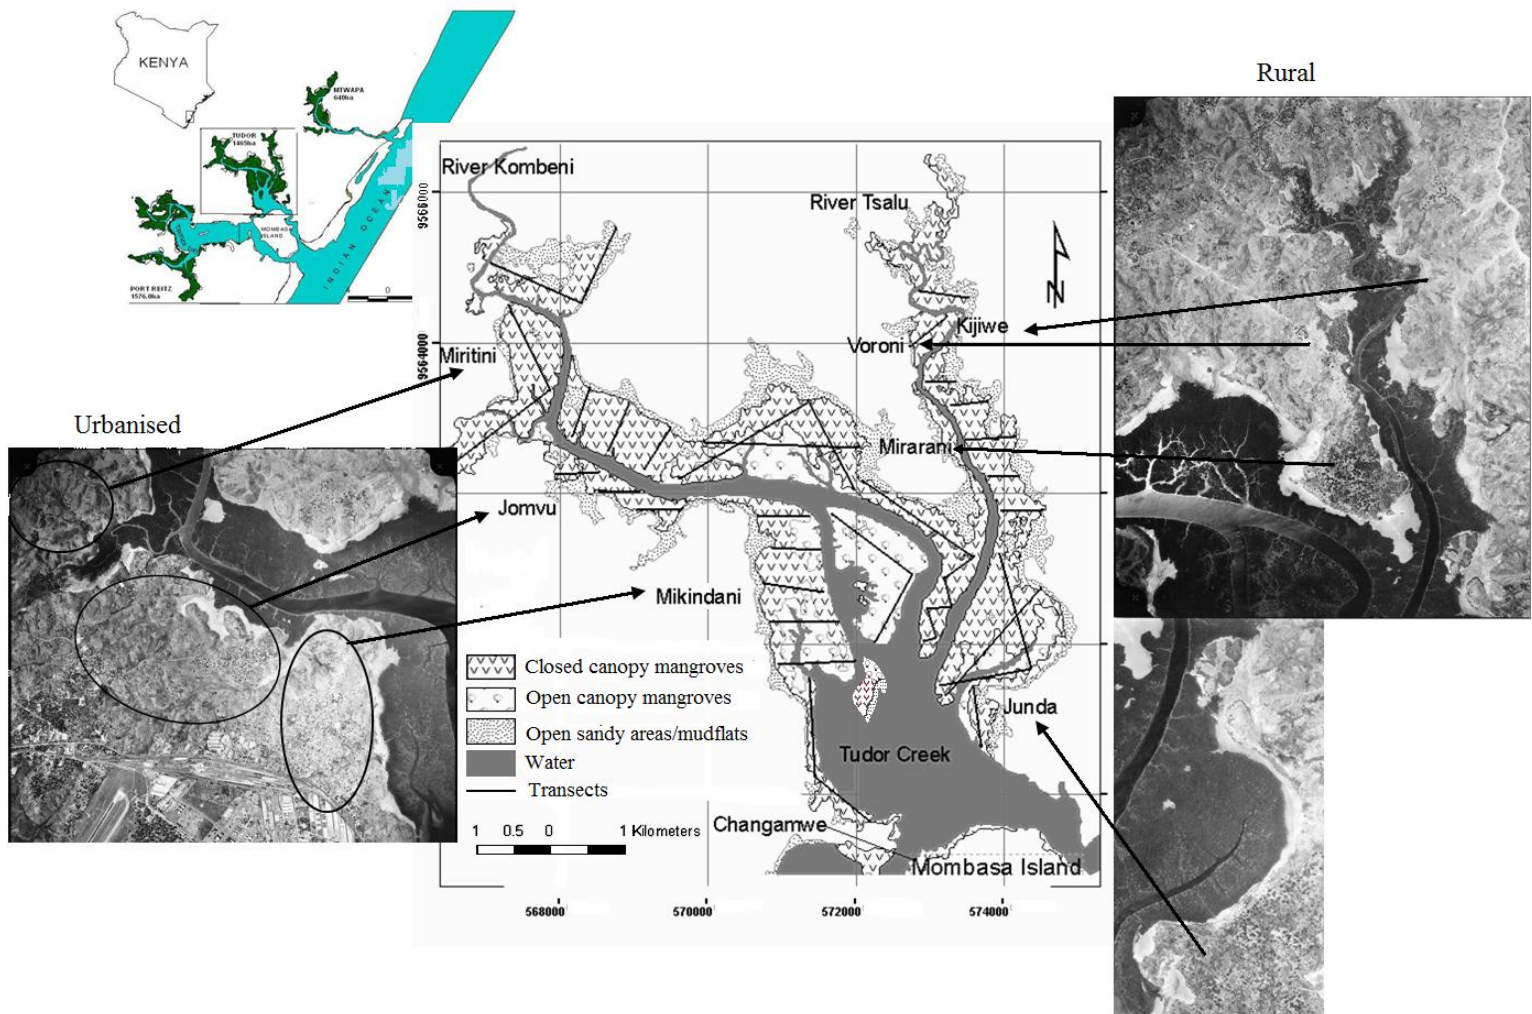 KENYA
MTWAPA
640ha
TUDOR
1465ha
MOMBASA
ISLAND
PORT REITZ
1576.0ha
INDIAN OCEAN
0
Rural
Urbanised
River Kombeni
River Tsalu
N
9566000
9564000
Kijiwe
Voroni
Miritini
Mirarani
Jomvu
Mikindani
Closed canopy mangroves
Open canopy mangroves
Open sandy areas/mudflats
Water
Transects
1 0.5 0 1 Kilometers
Junda
Tudor Creek
Changamwe
Mombasa Island
568000
570000
572000
574000